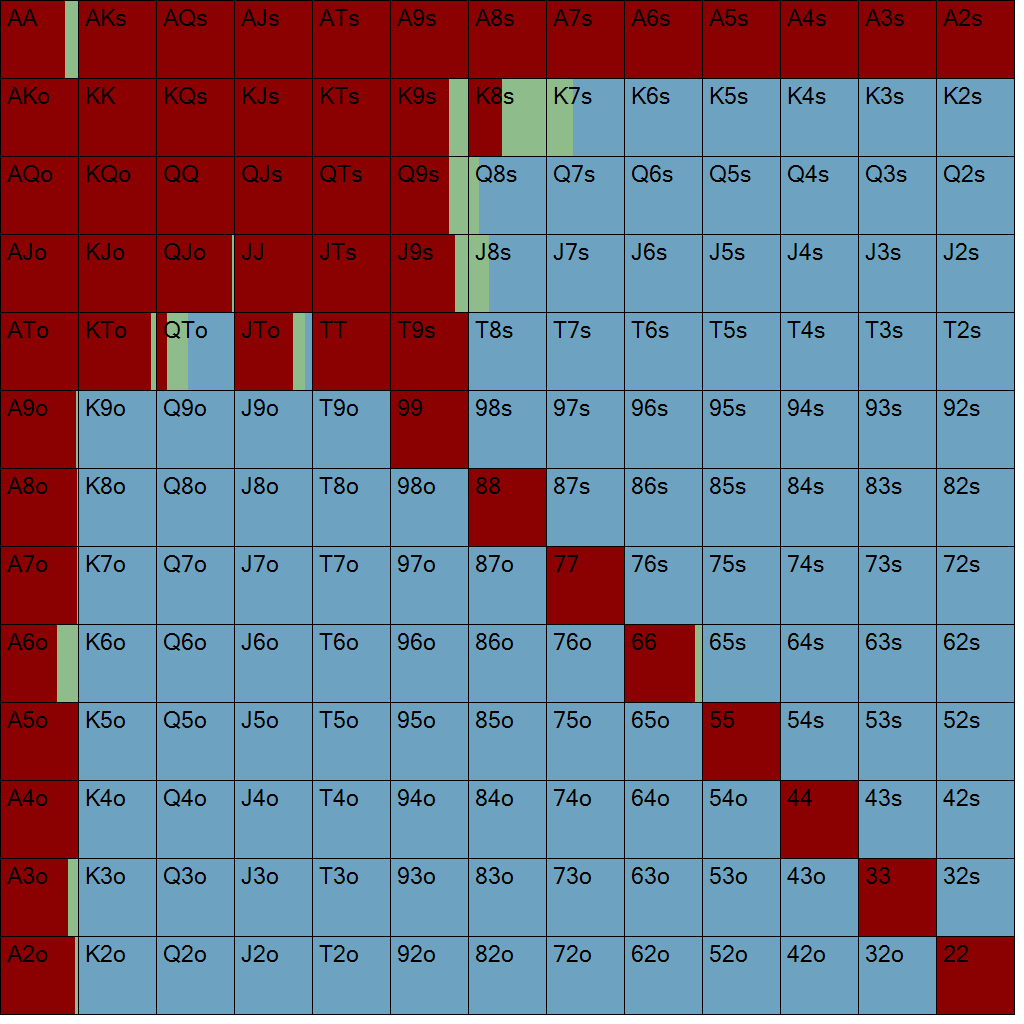 AA AKs AQs AJs ATs A9s A8s A7s A6s A5s A4s A3s A2s
AKo KK KQs KJs KTs K9s K8s K7s K6s K5s K4s K3s K2s
AQo KQo QQ QJs QTs Q9s Q8s Q7s Q6s Q5s Q4s Q3s Q2s
AJo KJo QJo JJ JTs J9s J8s J7s J6s J5s J4s J3s J2s
ATo KTo QTo JTo TT T9s T8s T7s T6s T5s T4s T3s T2s
A9o K9o Q9o J9o T9o 99 98s 97s 96s 95s 94s 93s 92s
A8o K8o Q8o J8o T8o 98o 88 87s 86s 85s 84s 83s 82s
A7o K7o Q7o J7o T7o 97o 87o 77 76s 75s 74s 73s 72s
A6o K6o Q6o J6o T6o 96o 86o 76o 66 65s 64s 63s 62s
A5o K5o Q5o J5o T5o 95o 85o 75o 65o 55 54s 53s 52s
A4o K4o Q4o J4o T4o 94o 84o 74o 64o 54o 44 43s 42s
A3o K3o Q3o J3o T3o 93o 83o 73o 63o 53o 43o 33 32s
A2o K2o Q2o J2o T2o 92o 82o 72o 62o 52o 42o 32o 22